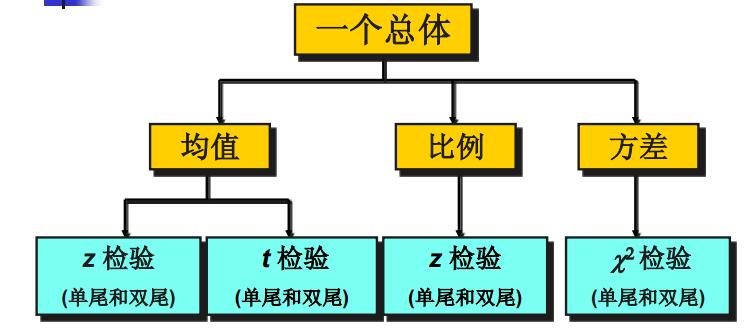 一个总体
均值
比例
方差
z 检验
(单尾和双尾)
t 检验
(单尾和双尾)
z 检验
(单尾和双尾)
χ² 检验
(单尾和双尾)